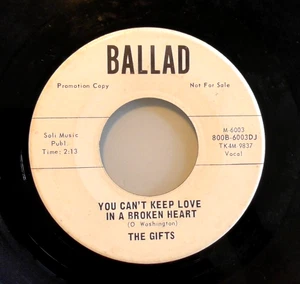 BALLAD
Promotion Copy
Not For Sale
Soli Music
Publ.
Time: 2:13
M-6003
800B-6003DJ
TK4M 9837
Vocal
YOU CAN'T KEEP LOVE
IN A BROKEN HEART
(O. Washington)
THE GIFTS